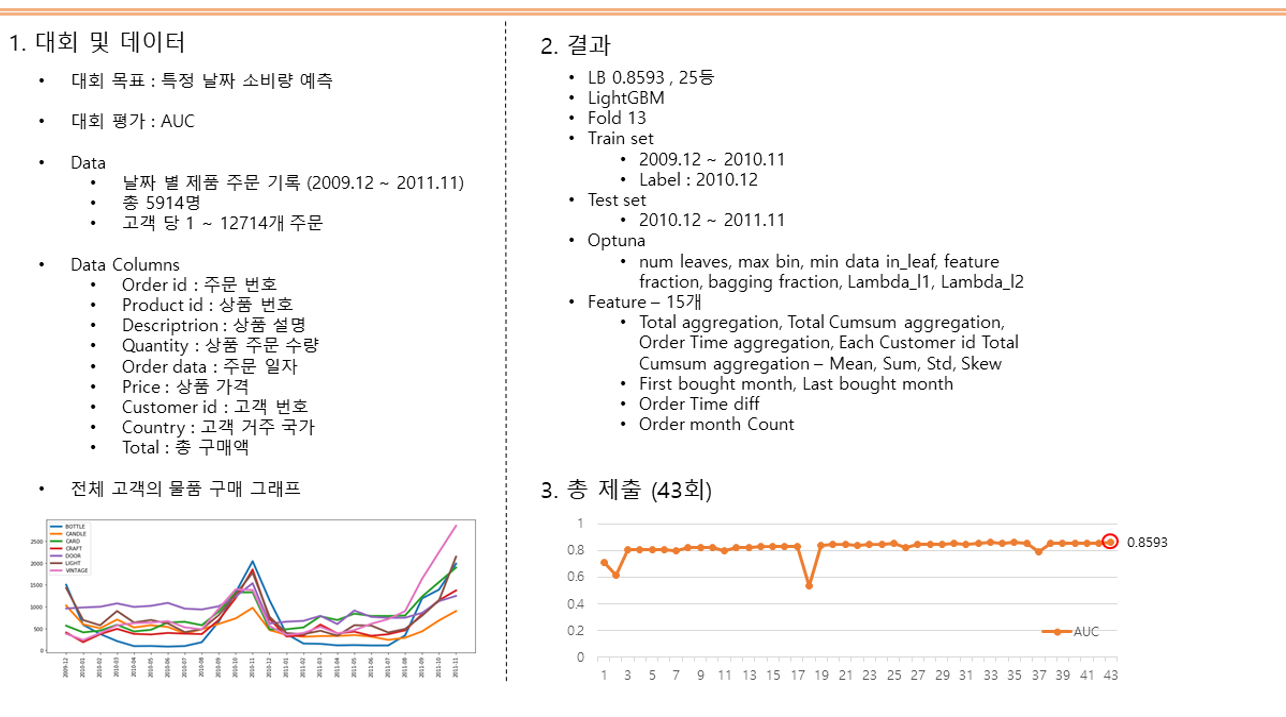 1. 대회 및 데이터
• 대회 목표 : 특정 날짜 소비량 예측
• 대회 평가 : AUC
• Data
• 날짜 별 제품 주문 기록 (2009.12 ~ 2011.11)
• 총 5914명
• 고객 당 1 ~ 12714개 주문
• Data Columns
• Order id : 주문 번호
• Product id : 상품 번호
• Descriptrion : 상품 설명
• Quantity : 상품 주문 수량
• Order data : 주문 일자
• Price : 상품 가격
• Customer id : 고객 번호
• Country : 고객 거주 국가
• Total : 총 구매액
• 전체 고객의 물품 구매 그래프
BOTTLE
CANDLE
CARD
CRAFT
DOOR
LIGHT
VINTAGE
2500
2000
1500
1000
500
0
2009-12 2010-01 2010-02 2010-03 2010-04 2010-05 2010-06 2010-07 2010-08 2010-09 2010-10 2010-11 2010-12 2011-01 2011-02 2011-03 2011-04 2011-05 2011-06 2011-07 2011-08 2011-09 2011-10 2011-11
2. 결과
• LB 0.8593 , 25등
• LightGBM
• Fold 13
• Train set
• 2009.12 ~ 2010.11
• Label : 2010.12
• Test set
• 2010.12 ~ 2011.11
• Optuna
• num leaves, max bin, min data in_leaf, feature
fraction, bagging fraction, Lambda_l1, Lambda_l2
• Feature – 15개
• Total aggregation, Total Cumsum aggregation,
Order Time aggregation, Each Customer id Total
Cumsum aggregation – Mean, Sum, Std, Skew
• First bought month, Last bought month
• Order Time diff
• Order month Count
3. 총 제출 (43회)
1
0.8
0.6
0.4
0.2
0
0.8593
AUC
1 3 5 7 9 11 13 15 17 19 21 23 25 27 29 31 33 35 37 39 41 43